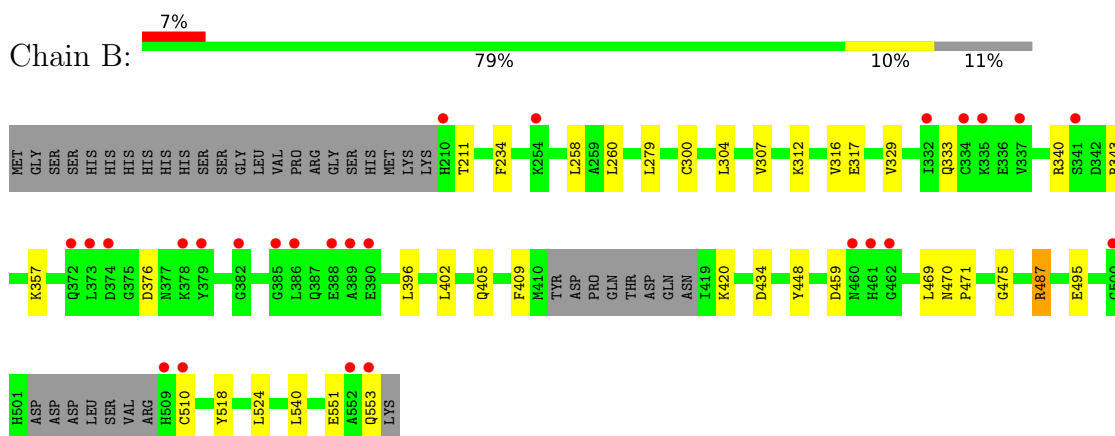 7%
Chain B:
79% 10% 11%
MET GLY SER SER HIS HIS HIS HIS HIS HIS SER SER GLY LEU VAL PRO ARG GLY SER HIS MET LYS LYS H210 T211 F234 K254 L258 A259 L260 L279 C300 L304 V307 K312 V316 E317 V329 I332 Q333 C334 K335 E336 V337 R340 S341 D342 R343
K357 Q372 L373 D374 G375 D376 N377 K378 Y379 G382 G385 L386 Q387 E388 A389 E390 L396 L402 Q405 F409 M410 TYR ASP PRO GLN THR ASP GLN ASN I419 K420 D434 Y448 D459 N460 H461 G462 L469 N470 P471 G475 R487 E495 G500
H501 ASP ASP ASP LEU SER VAL ARG H509 C510 Y518 L524 L540 E551 A552 Q553 LYS